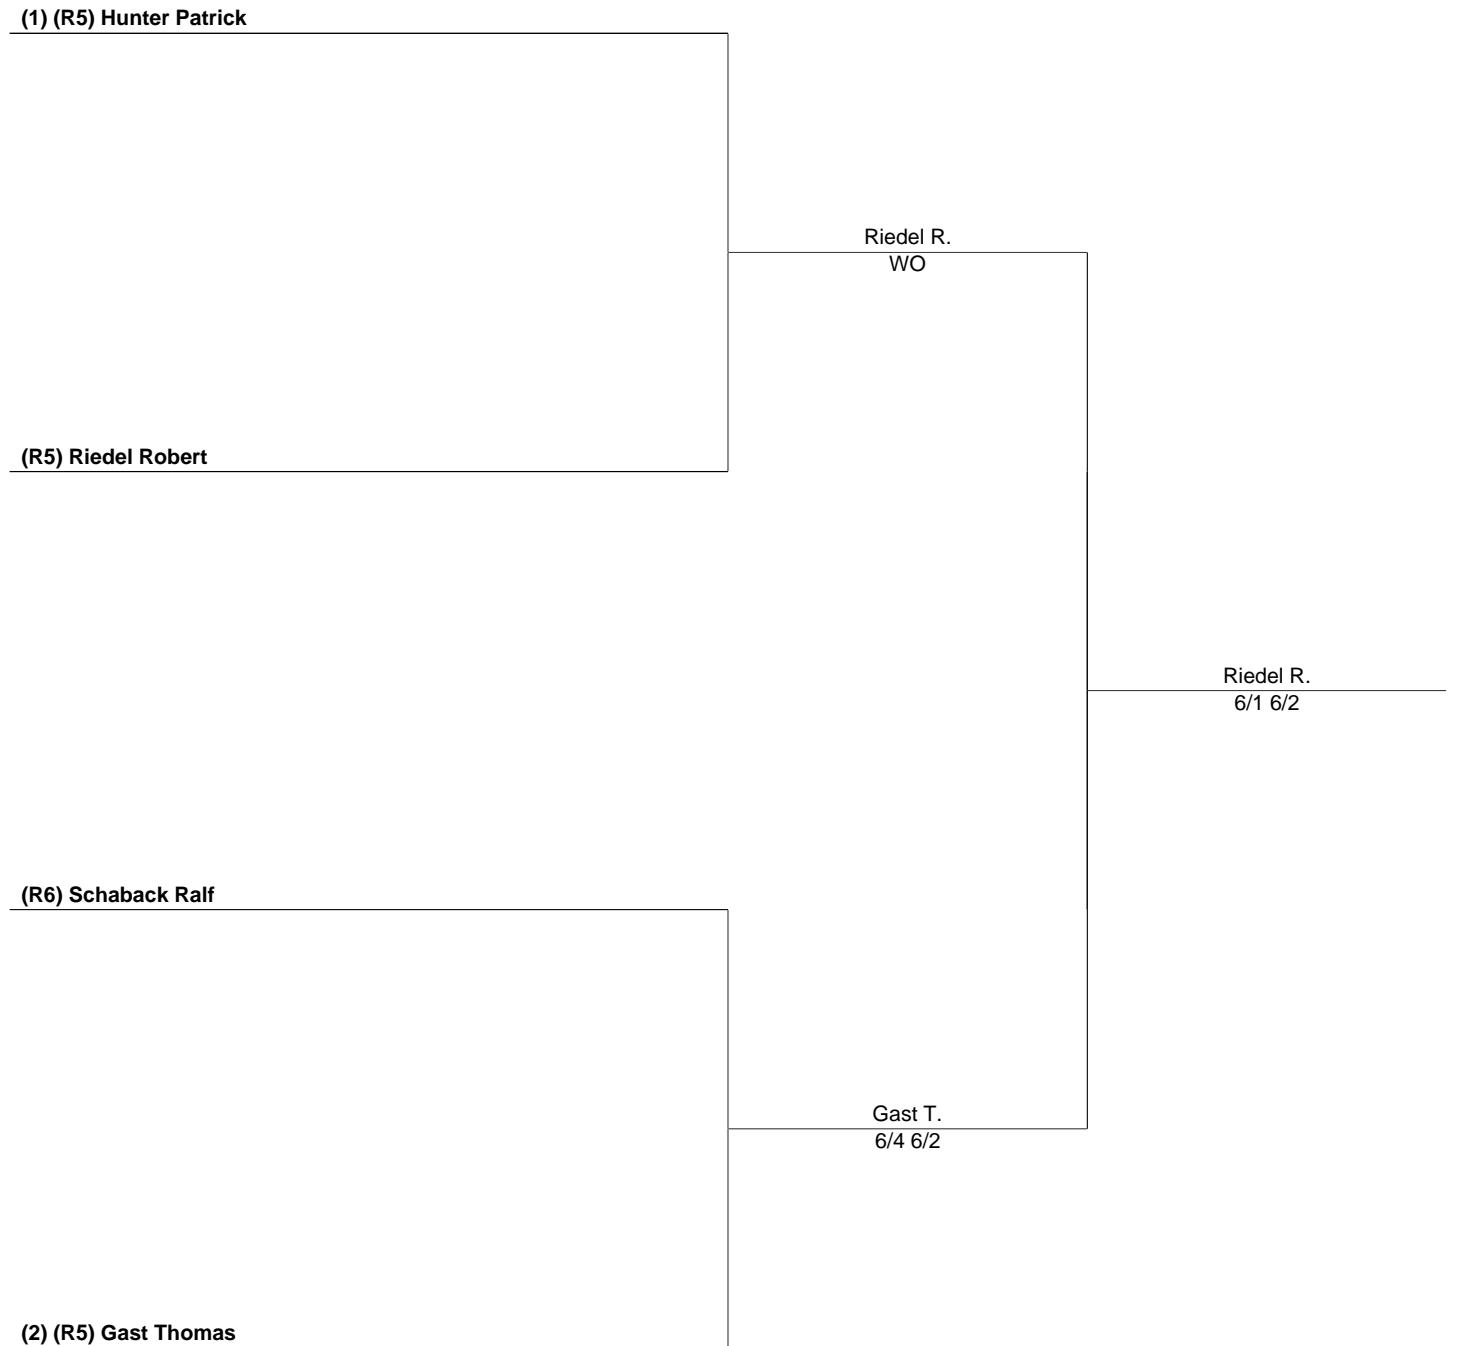 (1) (R5) Hunter Patrick
Riedel R.
WO
(R5) Riedel Robert
Riedel R.
6/1 6/2
(R6) Schaback Ralf
Gast T.
6/4 6/2
(2) (R5) Gast Thomas